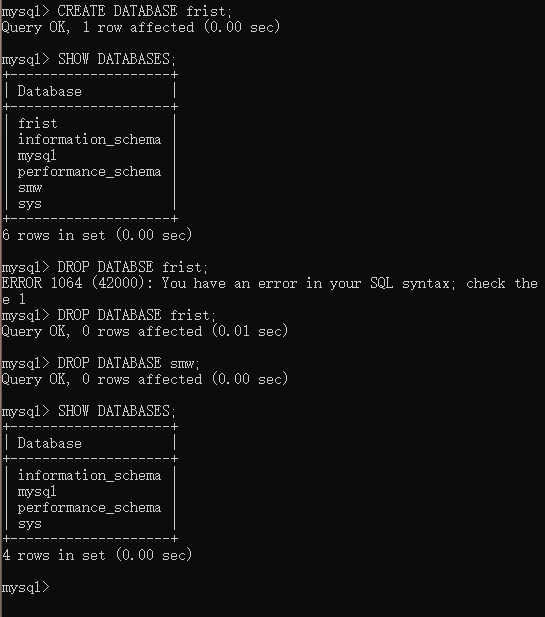 mysql> CREATE DATABASE frist;
Query OK, 1 row affected (0.00 sec)
mysql> SHOW DATABASES;
+--------------------+
| Database           |
+--------------------+
| frist              |
| information_schema |
| mysql              |
| performance_schema |
| smw                |
| sys                |
+--------------------+
6 rows in set (0.00 sec)
mysql> DROP DATABSE frist;
ERROR 1064 (42000): You have an error in your SQL syntax; check the
e 1
mysql> DROP DATABASE frist;
Query OK, 0 rows affected (0.01 sec)
mysql> DROP DATABASE smw;
Query OK, 0 rows affected (0.00 sec)
mysql> SHOW DATABASES;
+--------------------+
| Database           |
+--------------------+
| information_schema |
| mysql              |
| performance_schema |
| sys                |
+--------------------+
4 rows in set (0.00 sec)
mysql>